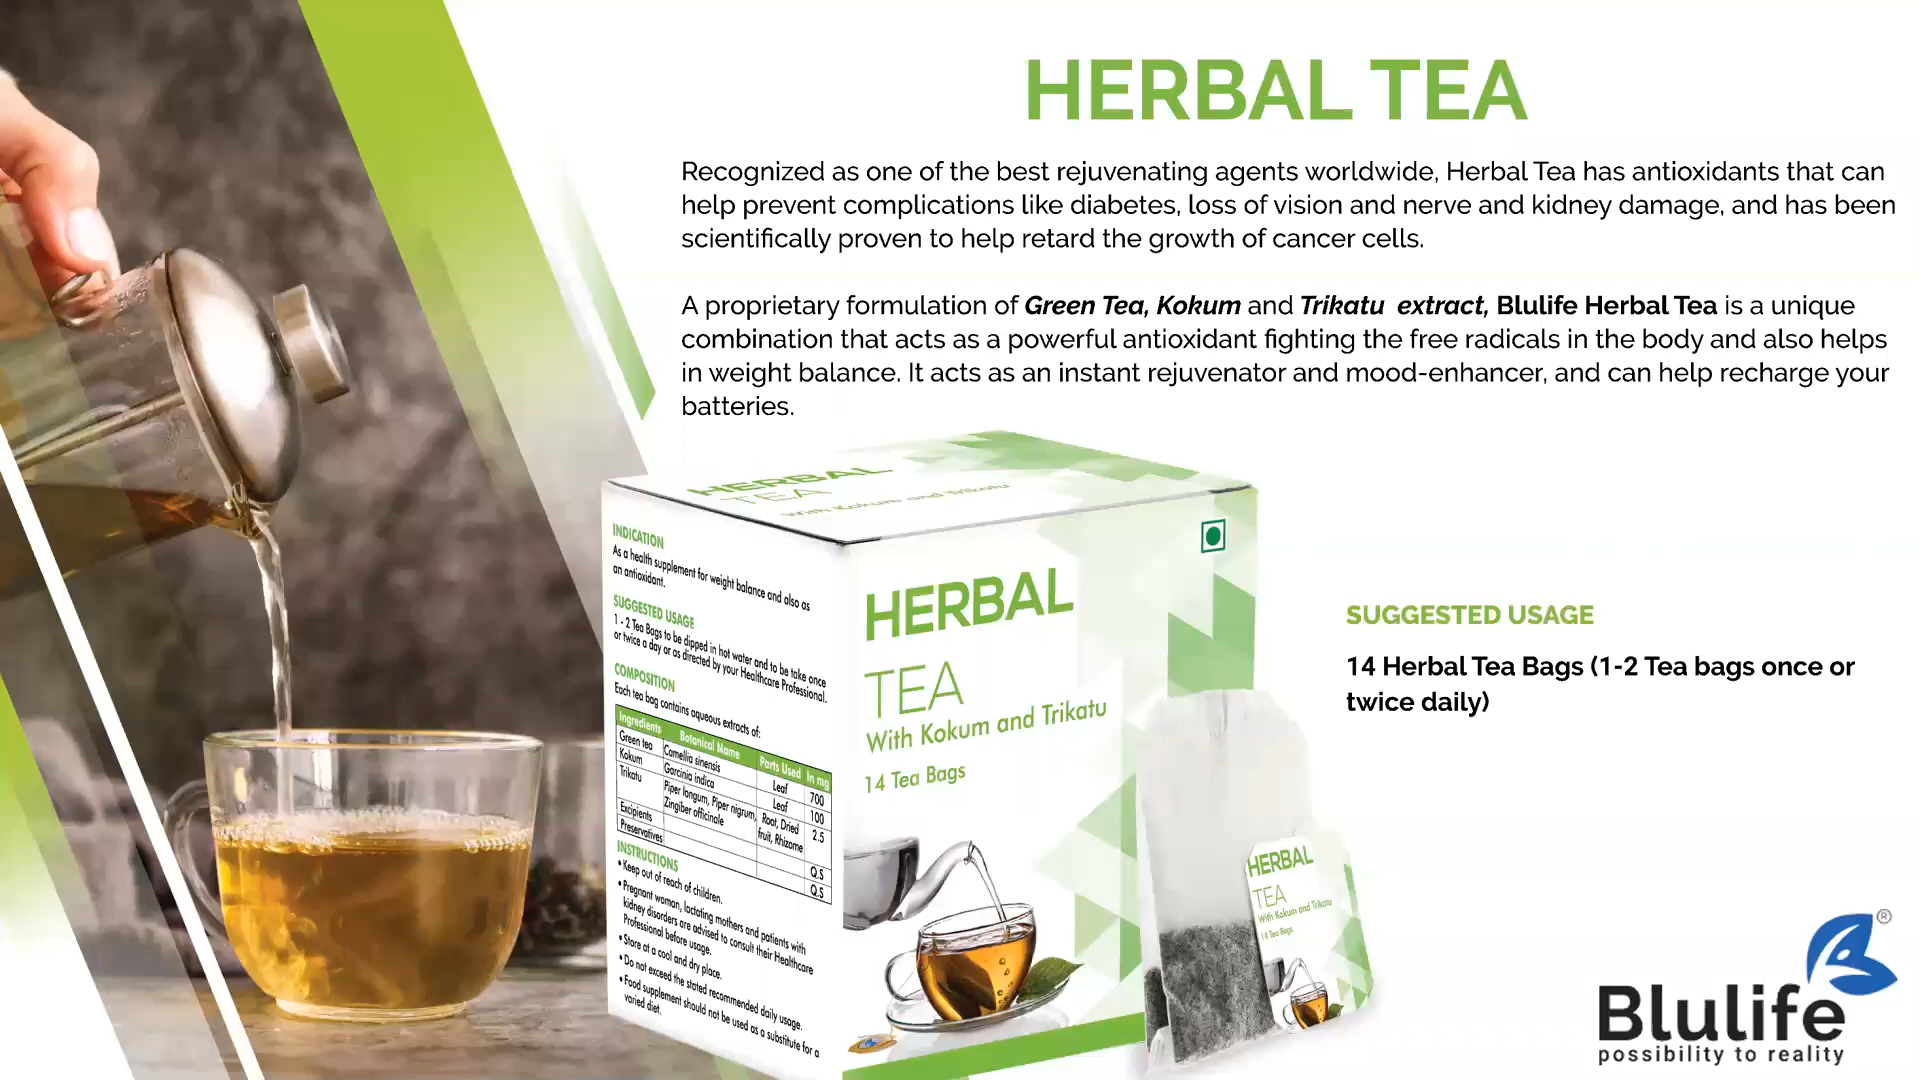 HERBAL TEA
Recognized as one of the best rejuvenating agents worldwide, Herbal Tea has antioxidants that can
help prevent complications like diabetes, loss of vision and nerve and kidney damage, and has been
scientifically proven to help retard the growth of cancer cells.
A proprietary formulation of Green Tea, Kokum and Trikatu extract, Blulife Herbal Tea is a unique
combination that acts as a powerful antioxidant fighting the free radicals in the body and also helps
in weight balance. It acts as an instant rejuvenator and mood-enhancer, and can help recharge your
batteries.
HERBAL
TEA
With Kokum and Trikatu
INDICATION
As a health supplement for weight balance and also as
an antioxidant.
SUGGESTED USAGE
1 - 2 Tea Bags to be dipped in hot water and to be take once
or twice a day or as directed by your Healthcare Professional.
COMPOSITION
Each tea bag contains aqueous extracts of:
Ingredients Botanical Name Parts Used In mg
Green tea Camellia sinensis Leaf 700
Kokum Garcinia indica Leaf 100
Trikatu Piper longum, Piper nigrum, Root, Dried 2.5
Zingiber officinale fruit, Rhizome
Excipients Q.S
Preservatives Q.S
INSTRUCTIONS
• Keep out of reach of children.
• Pregnant woman, lactating mothers and patients with
kidney disorders are advised to consult their Healthcare
Professional before usage.
• Store at a cool and dry place.
• Do not exceed the stated recommended daily usage.
• Food supplement should not be used as a substitute for a
varied diet.
HERBAL
TEA
With Kokum and Trikatu
14 Tea Bags
HERBAL
TEA
With Kokum and Trikatu
14 Tea Bags
SUGGESTED USAGE
14 Herbal Tea Bags (1-2 Tea bags once or
twice daily)
®
Blulife
possibility to reality